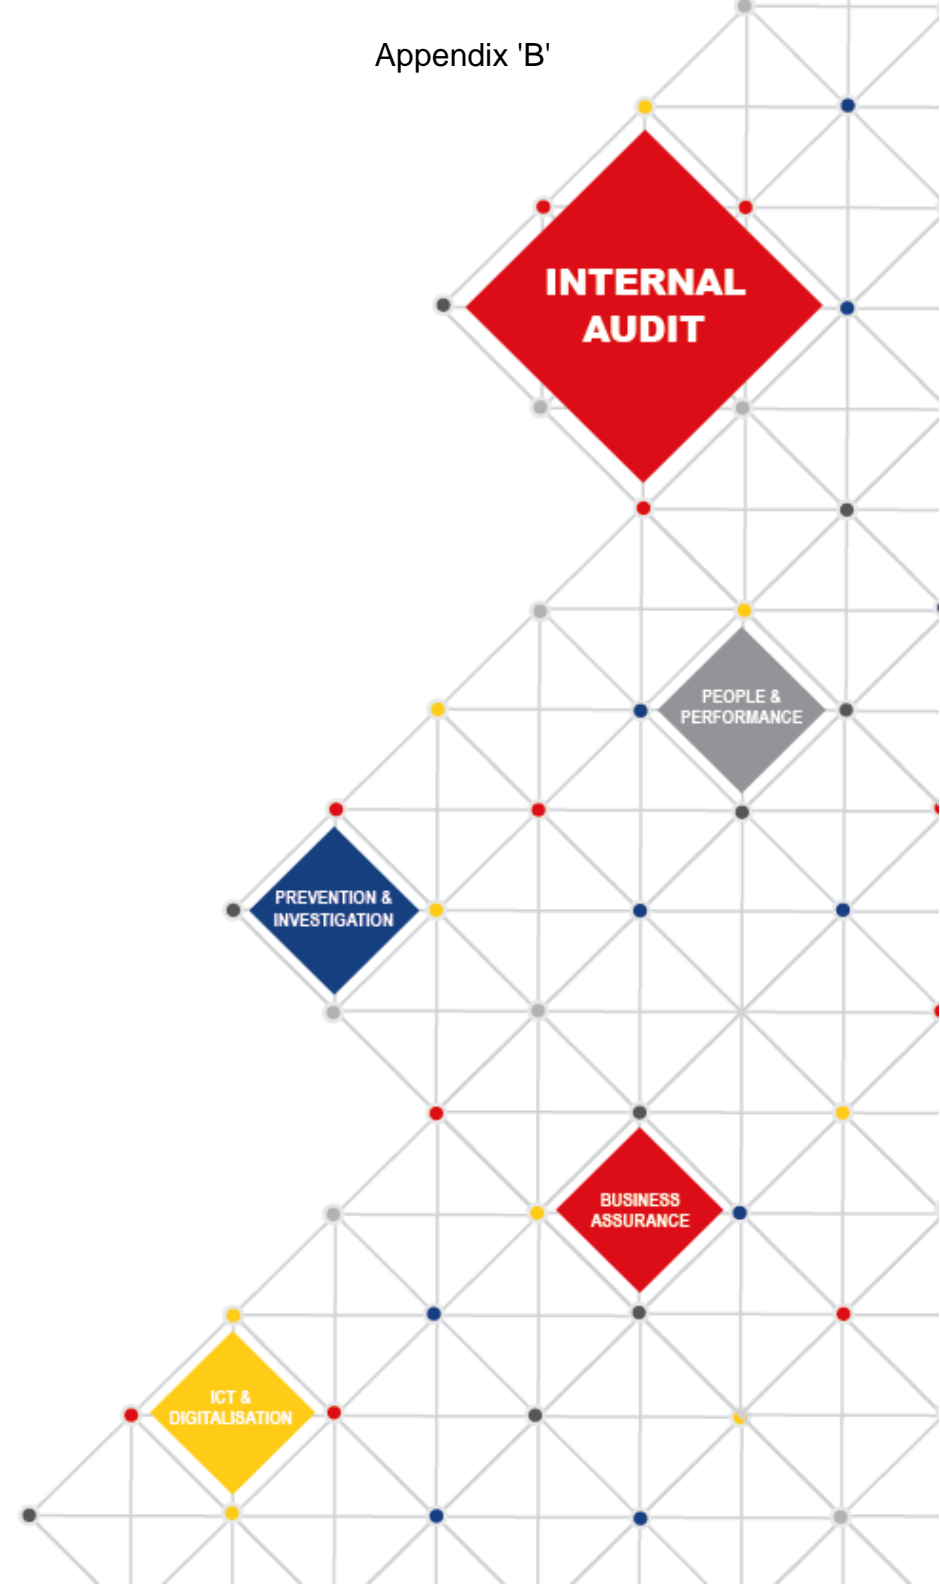 Appendix 'B'
INTERNAL
AUDIT
PEOPLE &
PERFORMANCE
PREVENTION &
INVESTIGATION
BUSINESS
ASSURANCE
ICT &
DIGITALISATION